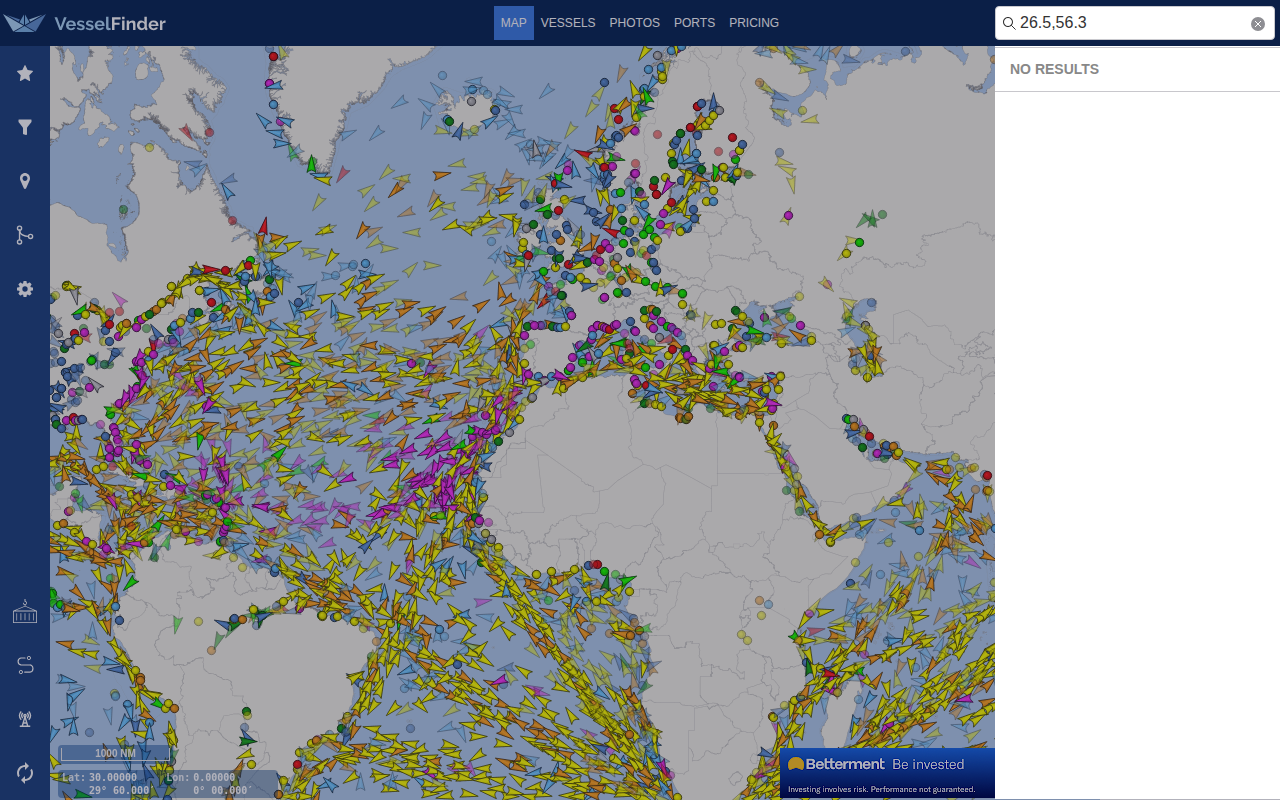 VesselFinder
MAP
VESSELS
PHOTOS
PORTS
PRICING
26.5,56.3
NO RESULTS
1000 NM
Lat: 30.00000 Lon: 0.00000
29° 60.000' 0° 00.000'
Betterment Be invested
Investing involves risk. Performance not guaranteed.